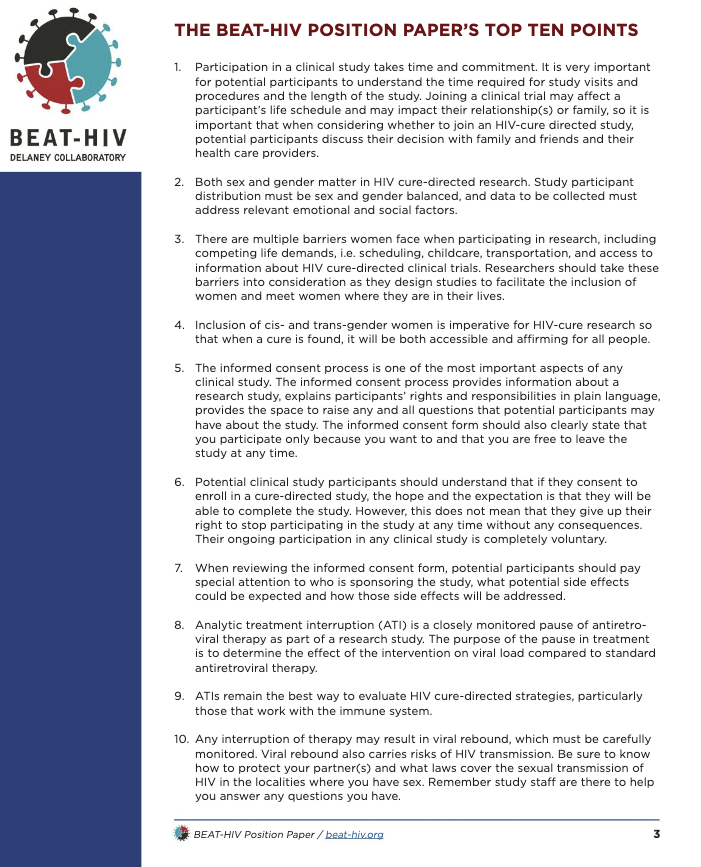 BEAT-HIV
DELANEY COLLABORATORY
THE BEAT-HIV POSITION PAPER'S TOP TEN POINTS
1. Participation in a clinical study takes time and commitment. It is very important
for potential participants to understand the time required for study visits and
procedures and the length of the study. Joining a clinical trial may affect a
participant's life schedule and may impact their relationship(s) or family, so it is
important that when considering whether to join an HIV-cure directed study,
potential participants discuss their decision with family and friends and their
health care providers.
2. Both sex and gender matter in HIV cure-directed research. Study participant
distribution must be sex and gender balanced, and data to be collected must
address relevant emotional and social factors.
3. There are multiple barriers women face when participating in research, including
competing life demands, i.e. scheduling, childcare, transportation, and access to
information about HIV cure-directed clinical trials. Researchers should take these
barriers into consideration as they design studies to facilitate the inclusion of
women and meet women where they are in their lives.
4. Inclusion of cis- and trans-gender women is imperative for HIV-cure research so
that when a cure is found, it will be both accessible and affirming for all people.
5. The informed consent process is one of the most important aspects of any
clinical study. The informed consent process provides information about a
research study, explains participants' rights and responsibilities in plain language,
provides the space to raise any and all questions that potential participants may
have about the study. The informed consent form should also clearly state that
you participate only because you want to and that you are free to leave the
study at any time.
6. Potential clinical study participants should understand that if they consent to
enroll in a cure-directed study, the hope and the expectation is that they will be
able to complete the study. However, this does not mean that they give up their
right to stop participating in the study at any time without any consequences.
Their ongoing participation in any clinical study is completely voluntary.
7. When reviewing the informed consent form, potential participants should pay
special attention to who is sponsoring the study, what potential side effects
could be expected and how those side effects will be addressed.
8. Analytic treatment interruption (ATI) is a closely monitored pause of antiretro-
viral therapy as part of a research study. The purpose of the pause in treatment
is to determine the effect of the intervention on viral load compared to standard
antiretroviral therapy.
9. ATIs remain the best way to evaluate HIV cure-directed strategies, particularly
those that work with the immune system.
10. Any interruption of therapy may result in viral rebound, which must be carefully
monitored. Viral rebound also carries risks of HIV transmission. Be sure to know
how to protect your partner(s) and what laws cover the sexual transmission of
HIV in the localities where you have sex. Remember study staff are there to help
you answer any questions you have.
BEAT-HIV Position Paper / beat-hiv.org
3